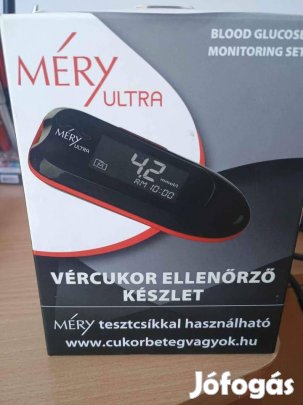 BLOOD GLUCOSE
MONITORING SET
MÉRY
ULTRA
MÉRY
ULTRA
4.2
mmol/l
AM 10:00
VÉRCUKOR ELLENŐRZŐ
KÉSZLET
MÉRY tesztcsíkkal használható
www.cukorbetegvagyok.hu
Jófogás